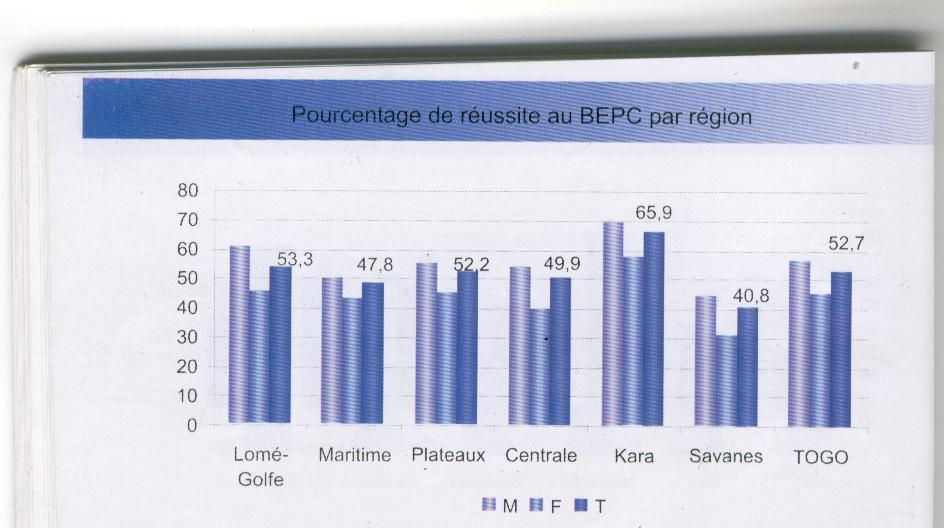 Pourcentage de réussite au BEPC par région
80
70
60
50
40
30
20
10
0
53,3
47,8
52,2
49,9
65,9
40,8
52,7
Lomé-
Golfe
Maritime
Plateaux
Centrale
Kara
Savanes
TOGO
M F T